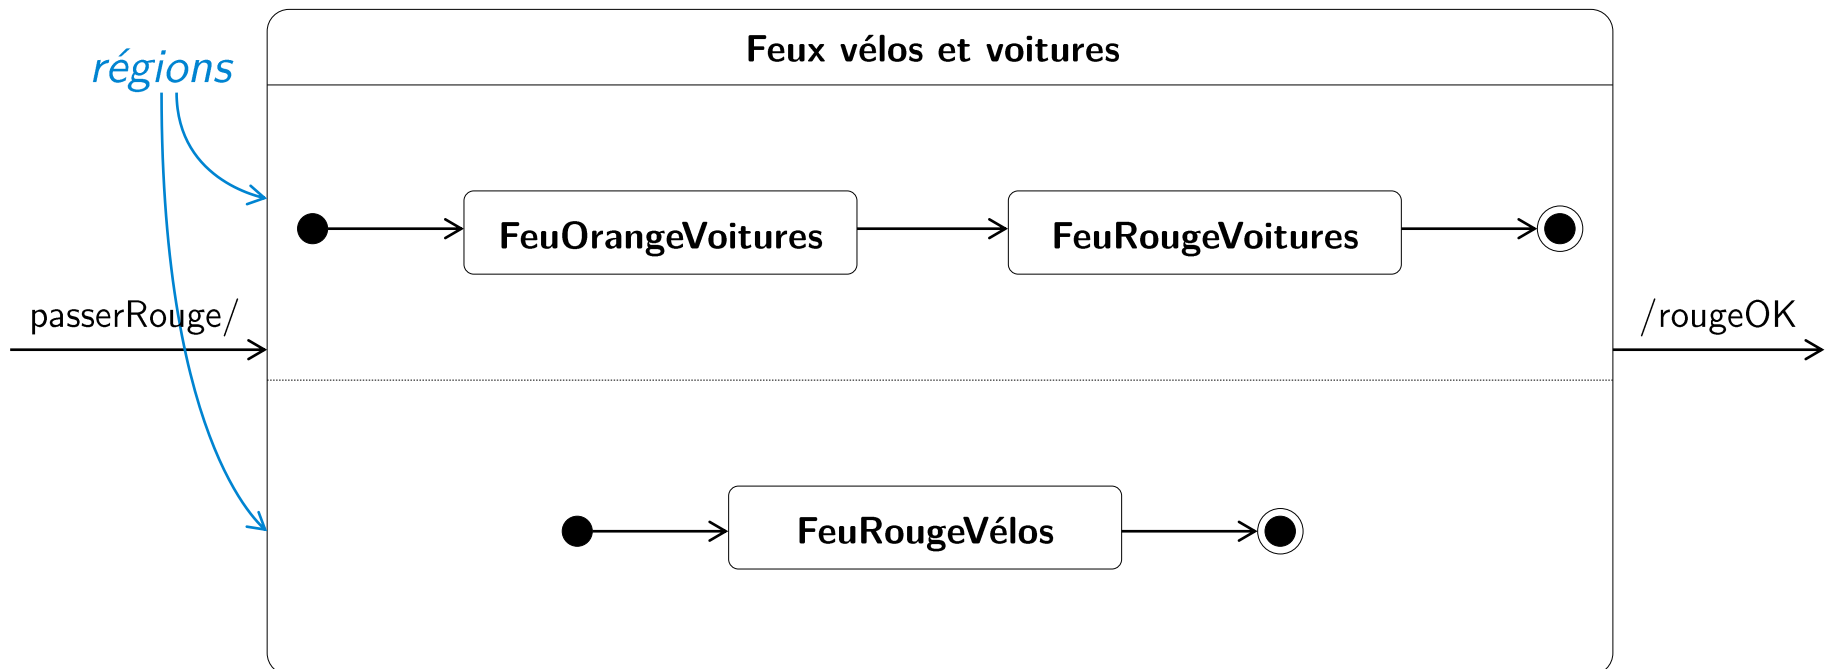 Feux vélos et voitures
régions
FeuOrangeVoitures
FeuRougeVoitures
passerRouge/
/rougeOK
FeuRougeVélos